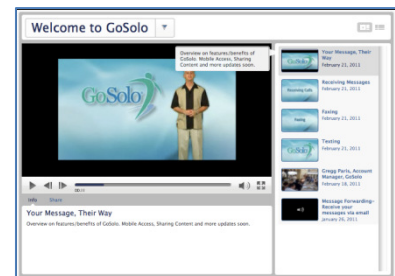 Welcome to GoSolo
Overview on features/benefits of
GoSolo. Mobile Access, Sharing
Content and more updates soon.
GoSolo
Info
Share
Your Message, Their Way
Overview on features/benefits of GoSolo. Mobile Access, Sharing Content and more updates soon.
Your Message, Their
Way
February 21, 2011
Receiving Messages
February 21, 2011
Faxing
Faxing
February 21, 2011
Texting
February 21, 2011
Gregg Paris, Account
Manager, GoSolo
February 18, 2011
Message Forwarding-
Receive your
messages via email
January 26, 2011